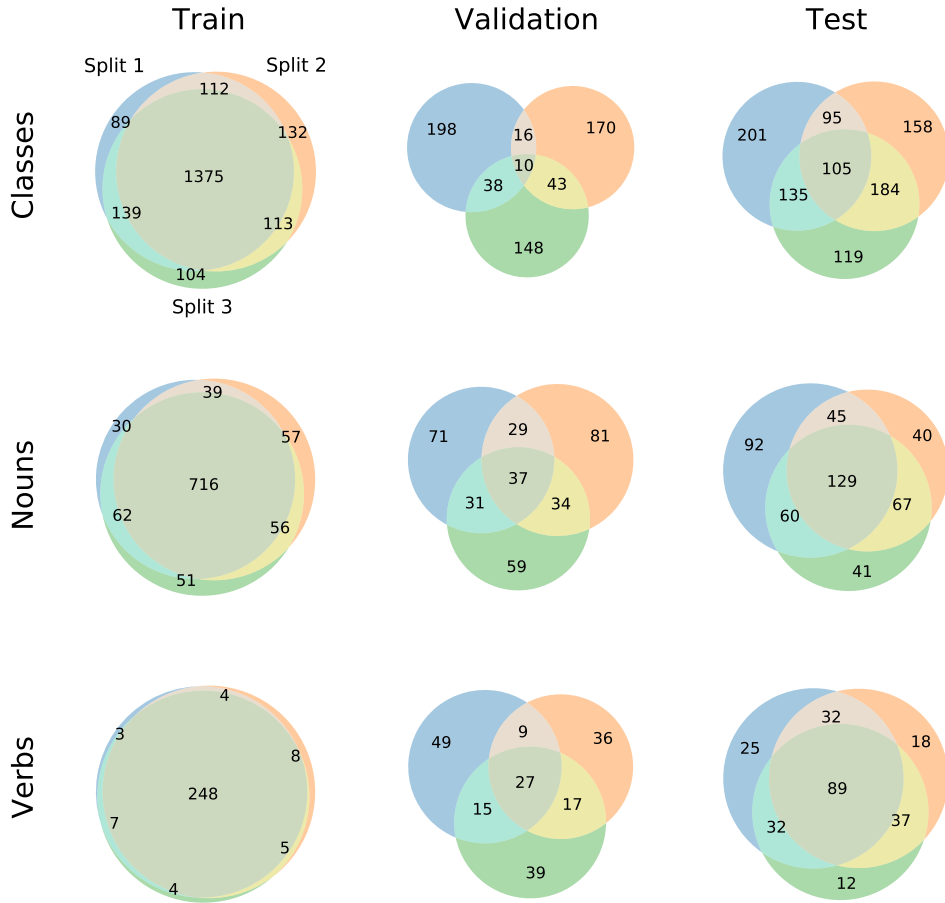 Train Validation Test
Classes
Split 1 Split 2
112
89 132
1375
139 113
104
Split 3
198 16 170
10
38 43
148
201 95 158
105
135 184
119
Nouns
39
30 57
716
62 56
51
71 29 81
37
31 34
59
92 45 40
129
60 67
41
Verbs
4
3 8
248
7 5
4
49 9 36
27
15 17
39
25 32 18
89
32 37
12